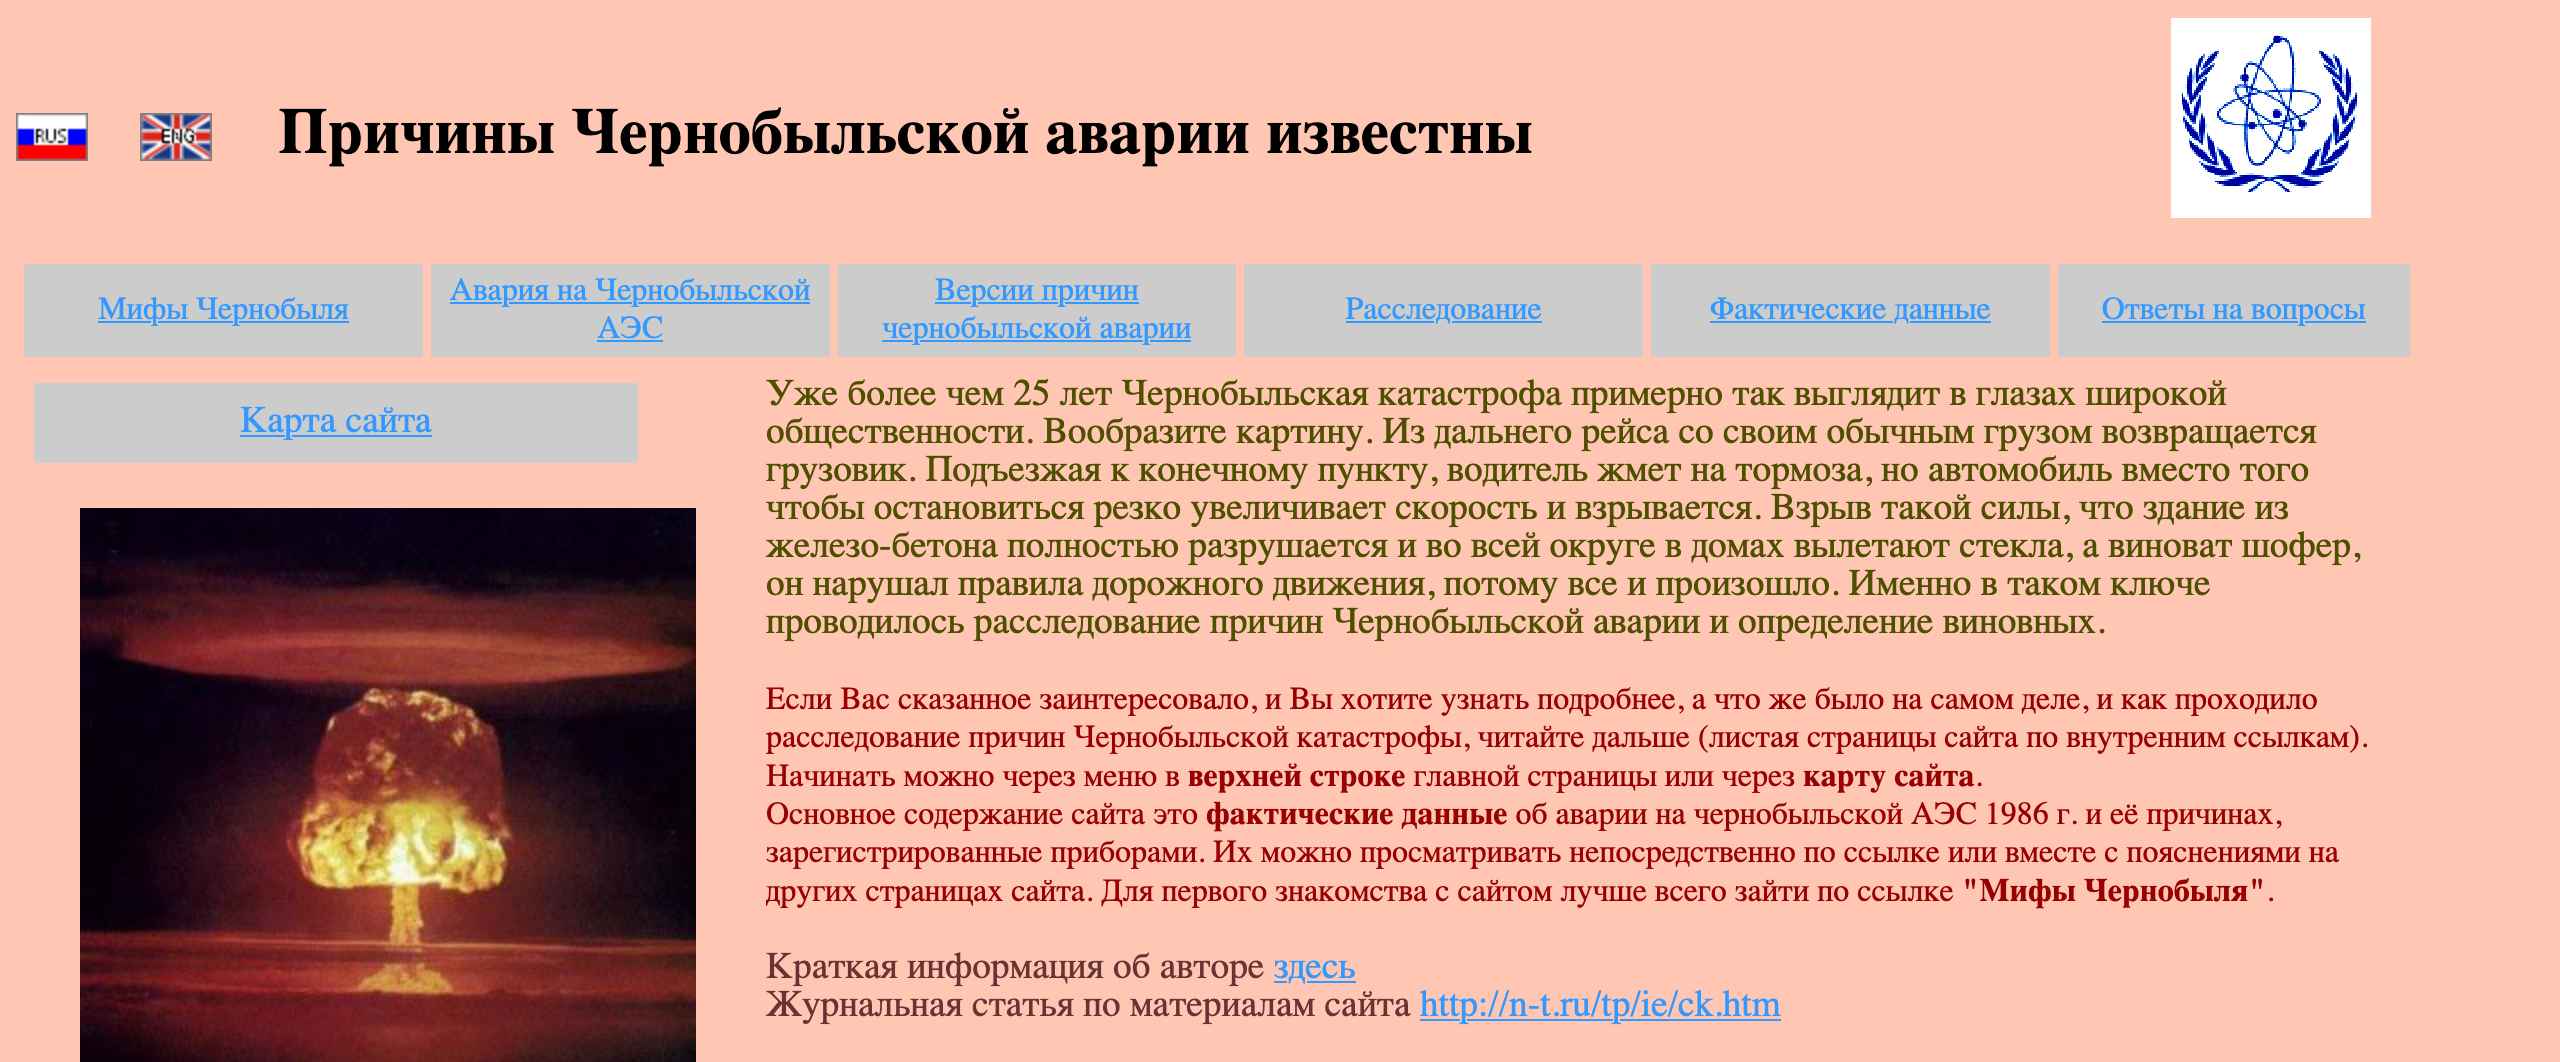 RUS
ENG
Причины Чернобыльской аварии известны
Мифы Чернобыля
Авария на Чернобыльской
АЭС
Версии причин
чернобыльской аварии
Расследование
Фактические данные
Ответы на вопросы
Карта сайта
Уже более чем 25 лет Чернобыльская катастрофа примерно так выглядит в глазах широкой
общественности. Вообразите картину. Из дальнего рейса со своим обычным грузом возвращается
грузовик. Подъезжая к конечному пункту, водитель жмет на тормоза, но автомобиль вместо того
чтобы остановиться резко увеличивает скорость и взрывается. Взрыв такой силы, что здание из
железо-бетона полностью разрушается и во всей округе в домах вылетают стекла, а виноват шофер,
он нарушал правила дорожного движения, потому все и произошло. Именно в таком ключе
проводилось расследование причин Чернобыльской аварии и определение виновных.
Если Вас сказанное заинтересовало, и Вы хотите узнать подробнее, а что же было на самом деле, и как проходило
расследование причин Чернобыльской катастрофы, читайте дальше (листая страницы сайта по внутренним ссылкам).
Начинать можно через меню в верхней строке главной страницы или через карту сайта.
Основное содержание сайта это фактические данные об аварии на чернобыльской АЭС 1986 г. и её причинах,
зарегистрированные приборами. Их можно просматривать непосредственно по ссылке или вместе с пояснениями на
других страницах сайта. Для первого знакомства с сайтом лучше всего зайти по ссылке "Мифы Чернобыля".
Краткая информация об авторе здесь
Журнальная статья по материалам сайта http://n-t.ru/tp/ie/ck.htm